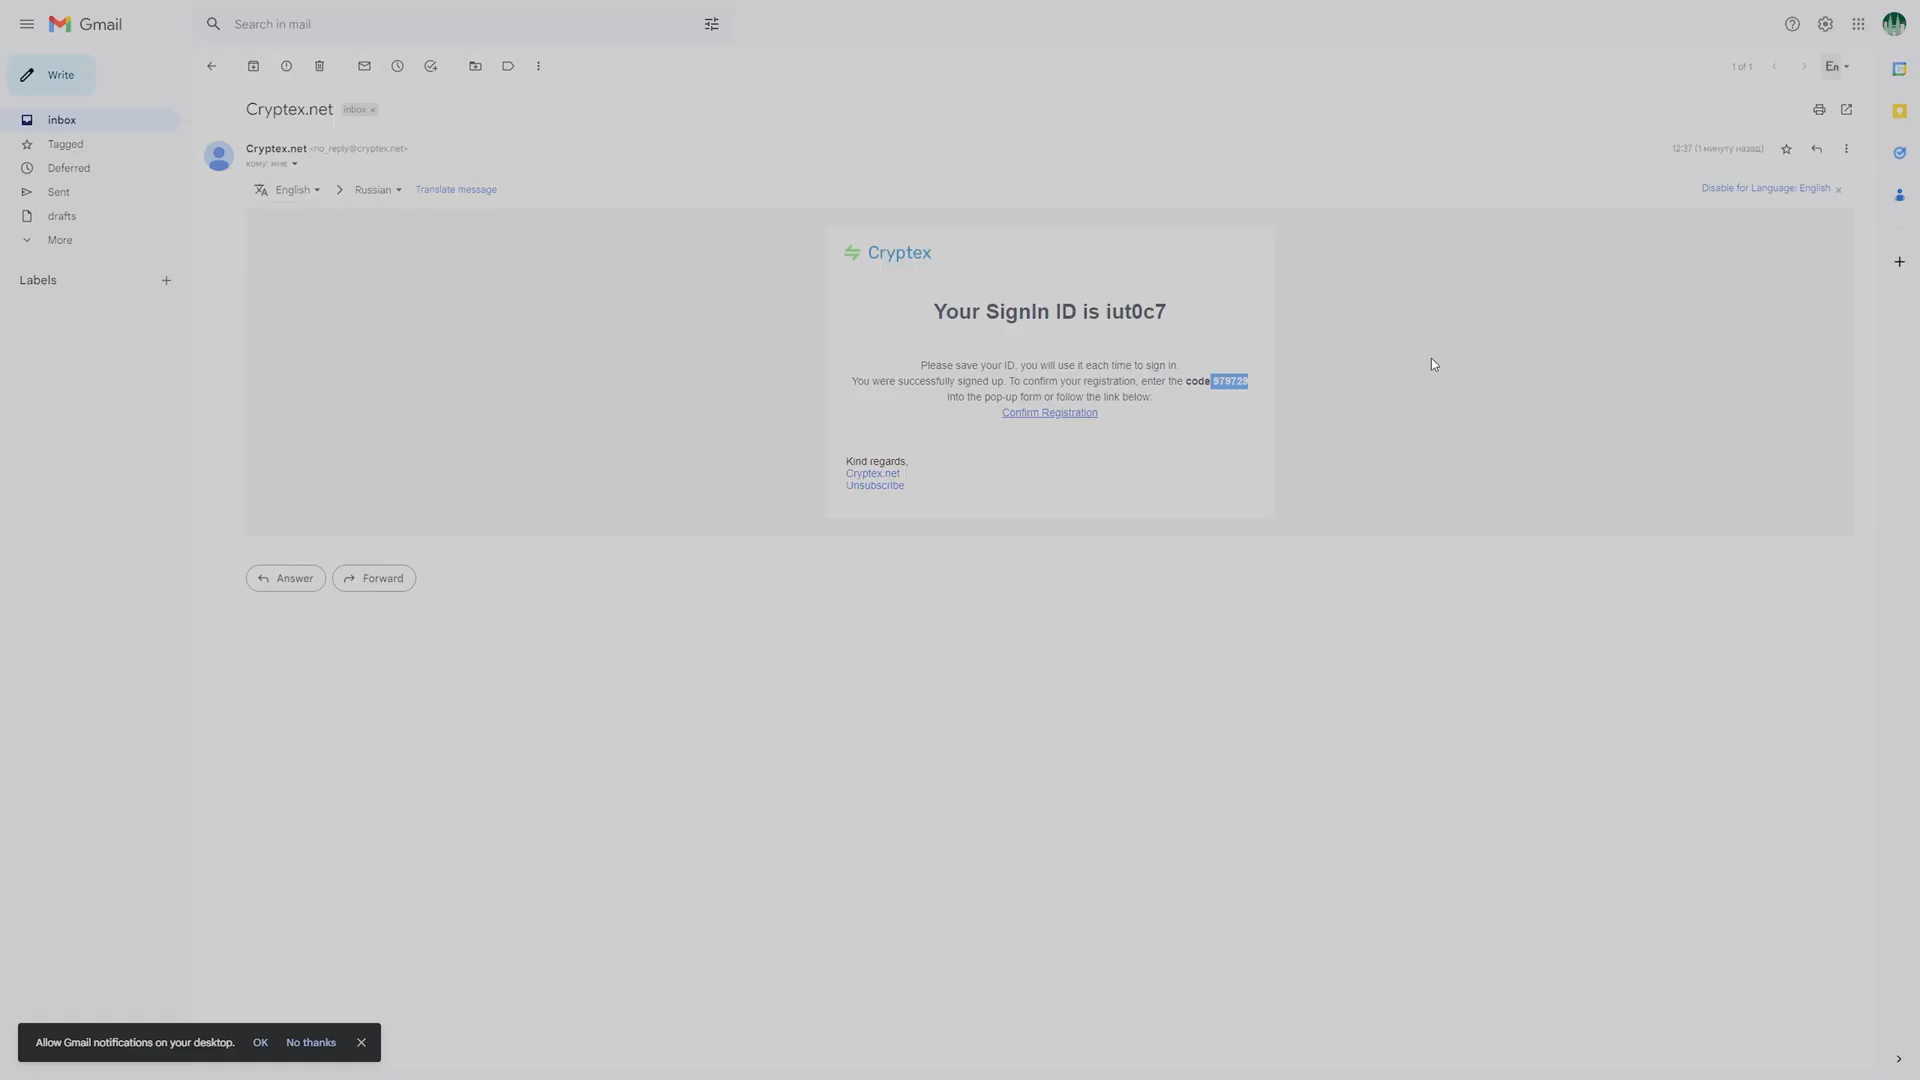 Gmail
Search in mail
Write
1 of 1
En
inbox
Tagged
Deferred
Sent
drafts
More
Labels
Cryptex.net inbox ×
Cryptex.net <no_reply@cryptex.net>
12:37 (1 минуту назад)
кому: мне
English > Russian Translate message
Disable for Language: English ×
Cryptex
Your SignIn ID is iut0c7
Please save your ID, you will use it each time to sign in.
You were successfully signed up. To confirm your registration, enter the code 979729
into the pop-up form or follow the link below:
Confirm Registration
Kind regards,
Cryptex.net
Unsubscribe
Answer
Forward
Allow Gmail notifications on your desktop. OK No thanks